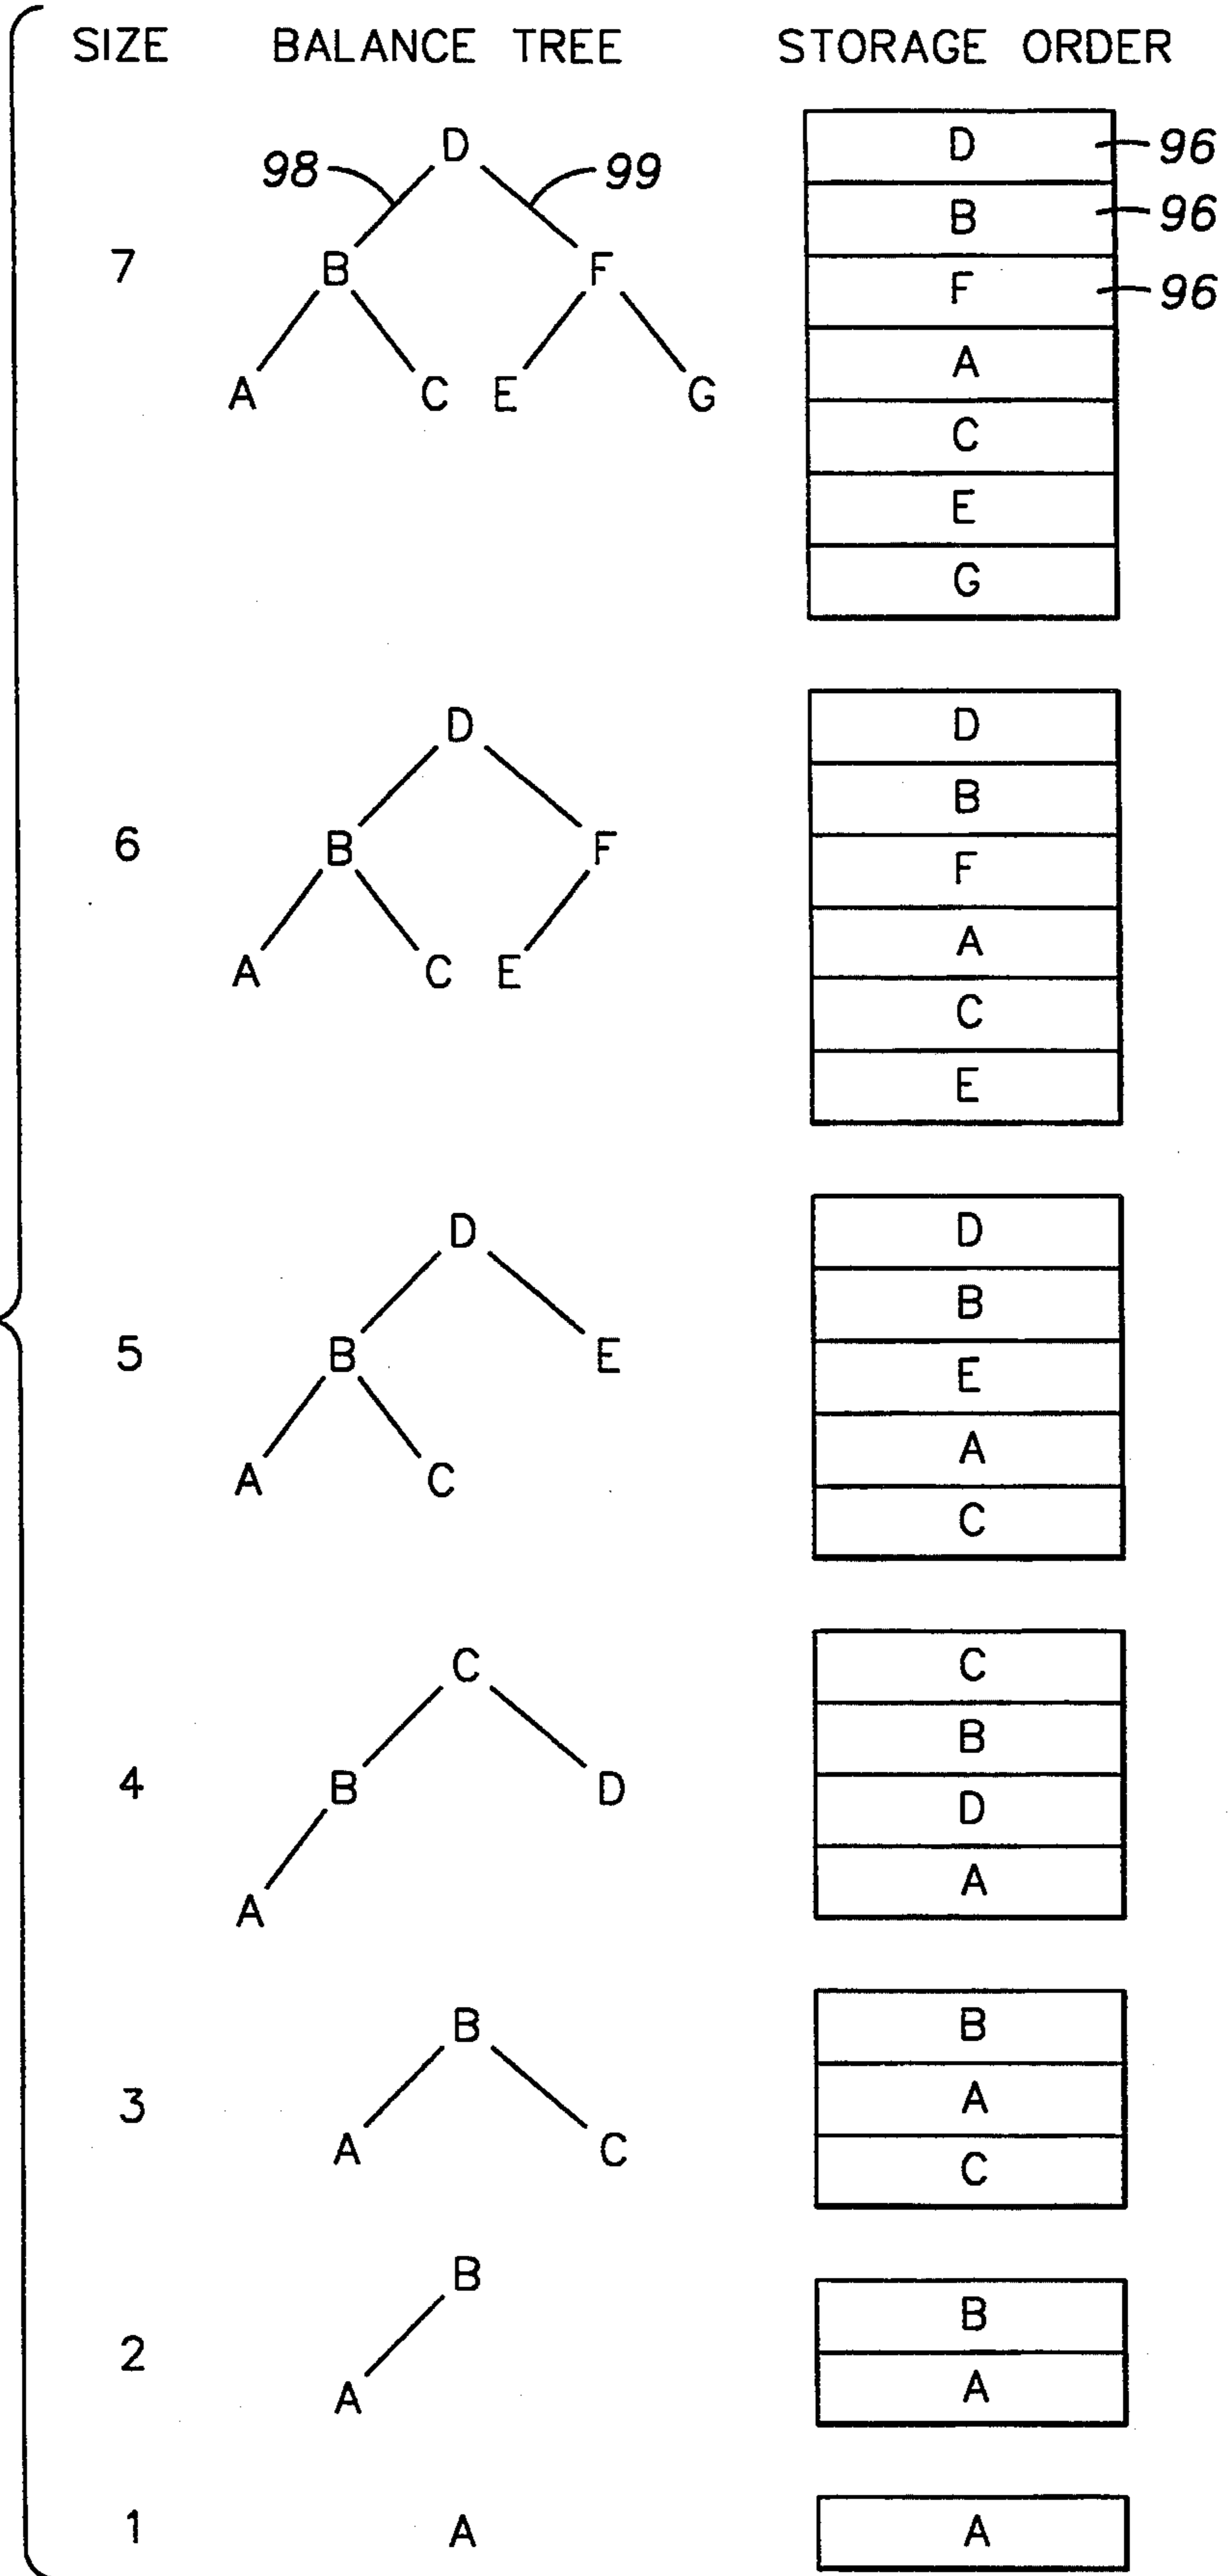 SIZE BALANCE TREE STORAGE ORDER
D D 96
98 99
B 96
7 B F
F 96
A C E G A
C
E
G
D D
B
6 B F F
A C E A
C
E
D D
B
5 B E E
A C A
C
C C
B
4 B D D
A A
B B
3 A
A C C
B B
2 A A
1 A A